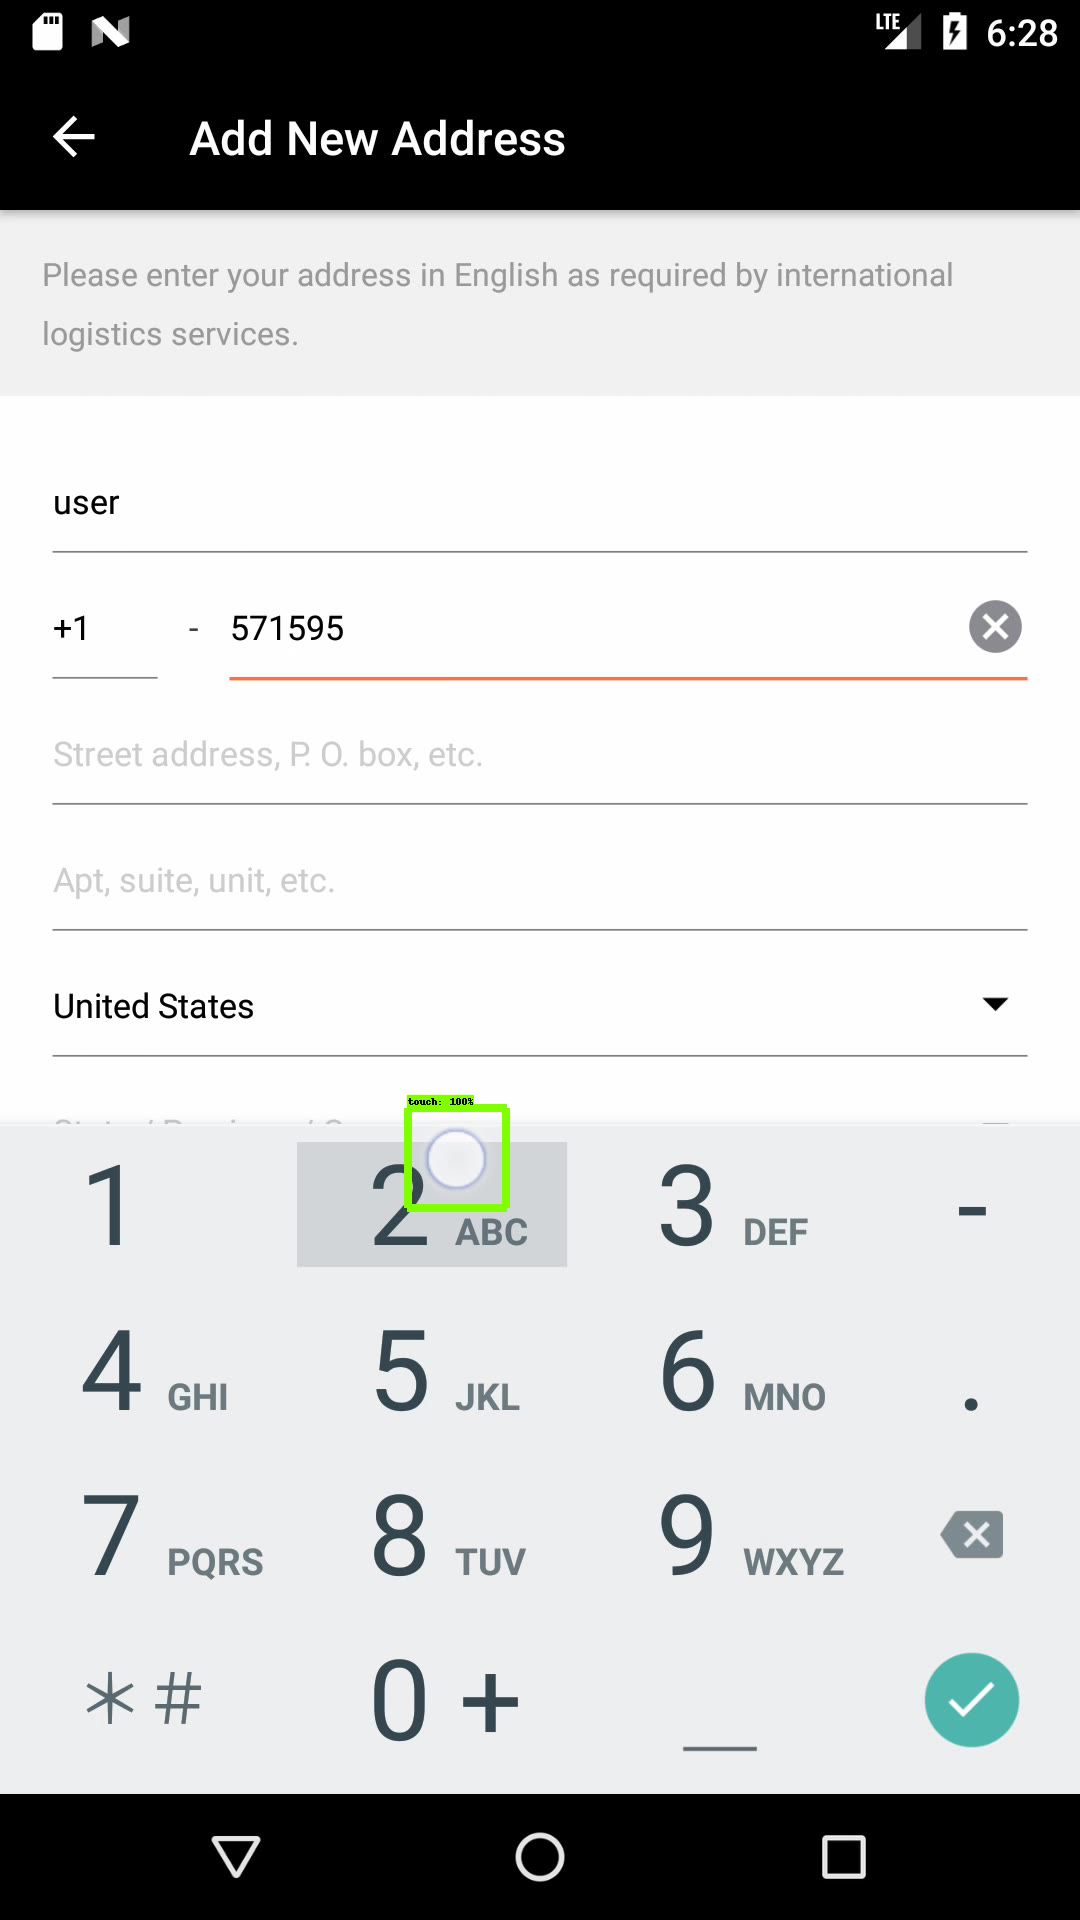 LTE 6:28
Add New Address
Please enter your address in English as required by international
logistics services.
user
+1 - 571595
Street address, P. O. box, etc.
Apt, suite, unit, etc.
United States
touch: 100%
1 2 ABC 3 DEF -
4 GHI 5 JKL 6 MNO .
7 PQRS 8 TUV 9 WXYZ
*# 0 + _